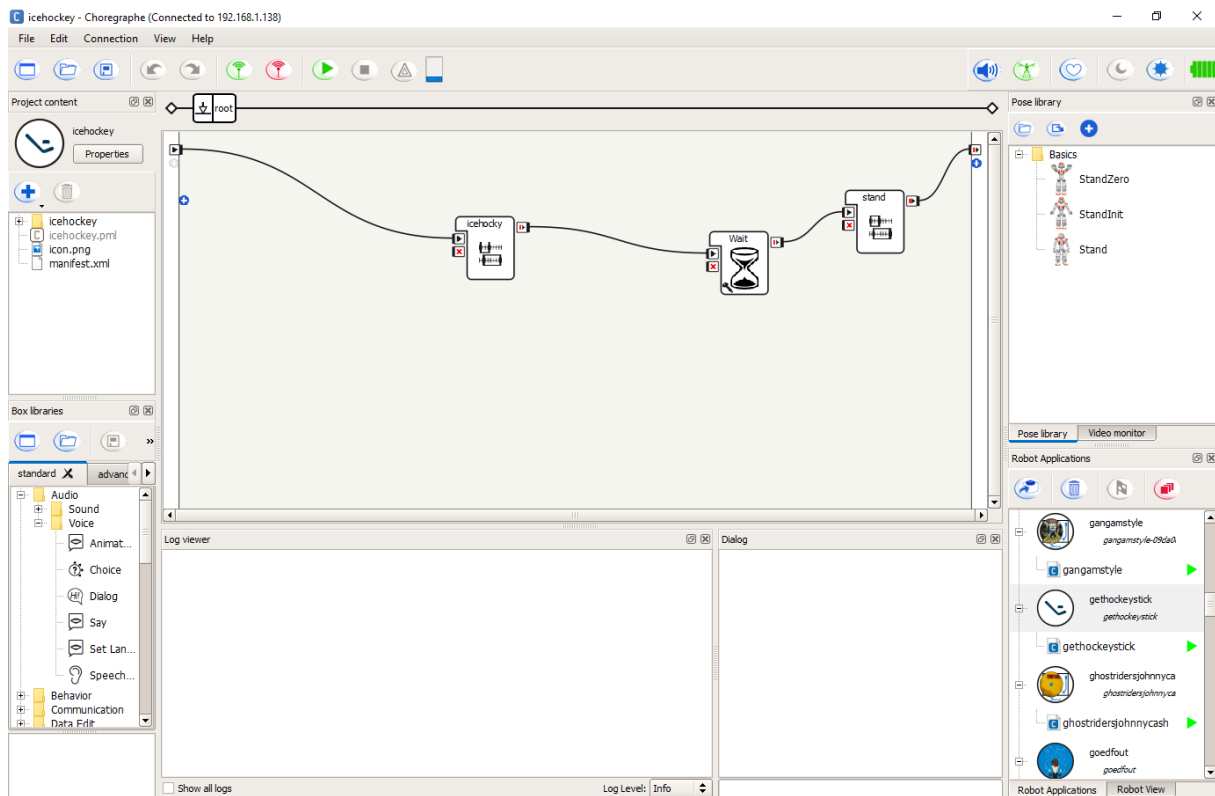 icehockey - Choregraphe (Connected to 192.168.1.138)
File Edit Connection View Help
Project content
icehockey
Properties
icehockey
icehockey.pml
icon.png
manifest.xml
Box libraries
standard
advanc
Audio
Sound
Voice
Animat...
Choice
Dialog
Say
Set Lan...
Speech...
Behavior
Communication
Data Edit
root
icehocky
Wait
stand
Log viewer
Show all logs
Log Level: Info
Dialog
Pose library
Basics
StandZero
StandInit
Stand
Pose library Video monitor
Robot Applications
gangamstyle
gangamstyle-09da0
gangamstyle
gethockeystick
gethockeystick
gethockeystick
ghostridersjohnnyca
ghostridersjohnnyca
ghostridersjohnnycash
goedfout
goedfout
Robot Applications Robot View